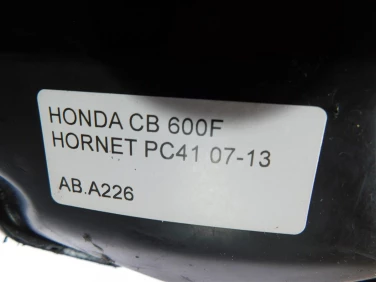 HONDA CB 600F
HORNET PC41 07-13
AB.A226